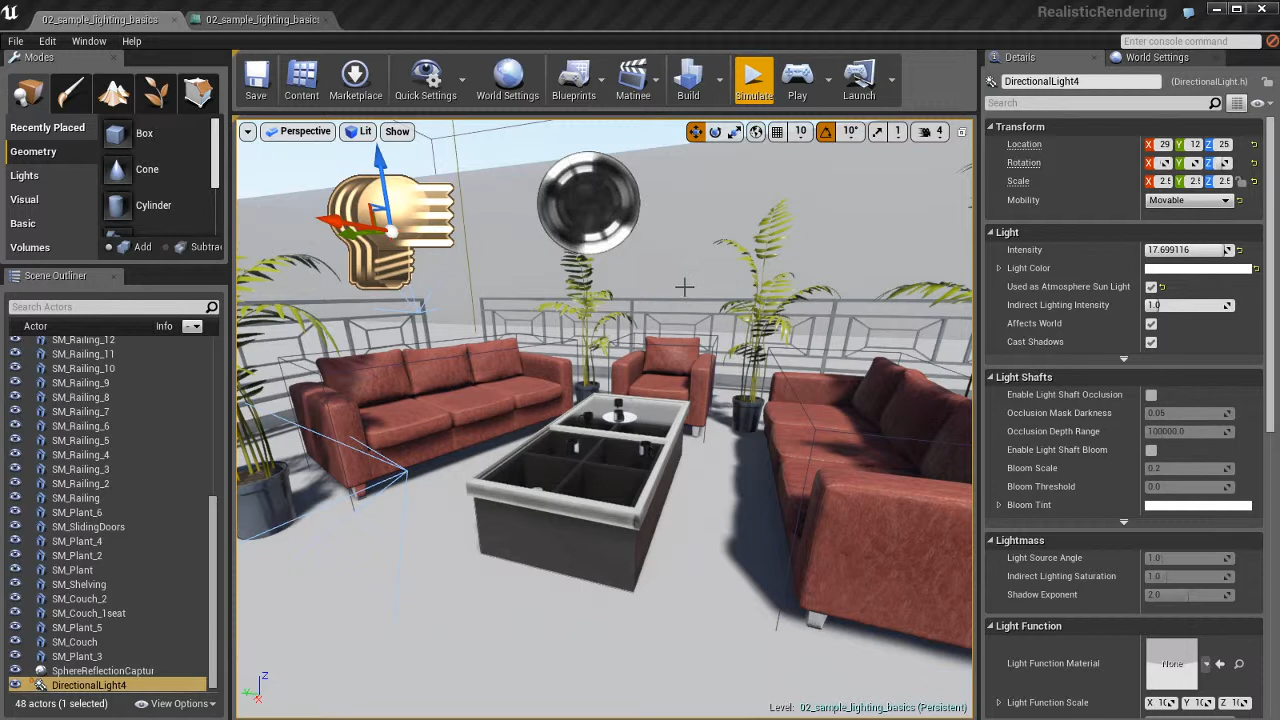 02_sample_lighting_basics
02_sample_lighting_basics
RealisticRendering
File Edit Window Help
Enter console command
Modes
Recently Placed
Geometry
Lights
Visual
Basic
Volumes
Box
Cone
Cylinder
Add Subtrac
Save Content Marketplace Quick Settings World Settings Blueprints Matinee Build Simulate Play Launch
Perspective Lit Show
10 10° 1 4
Scene Outliner
Search Actors
Actor Info
SM_Railing_12
SM_Railing_11
SM_Railing_10
SM_Railing_9
SM_Railing_8
SM_Railing_7
SM_Railing_6
SM_Railing_5
SM_Railing_4
SM_Railing_3
SM_Railing_2
SM_Railing
SM_Plant_6
SM_SlidingDoors
SM_Plant_4
SM_Plant_2
SM_Plant
SM_Shelving
SM_Couch_2
SM_Couch_1seat
SM_Plant_5
SM_Couch
SM_Plant_3
SphereReflectionCaptur
DirectionalLight4
48 actors (1 selected) View Options
Z
Y
X
Level: 02_sample_lighting_basics (Persistent)
Details World Settings
DirectionalLight4 (DirectionalLight.h)
Search
Transform
Location X 29 Y 12 Z 25
Rotation X Y Z
Scale X 2.5 Y 2.5 Z 2.5
Mobility Movable
Light
Intensity 17.699116
Light Color
Used as Atmosphere Sun Light
Indirect Lighting Intensity 1.0
Affects World
Cast Shadows
Light Shafts
Enable Light Shaft Occlusion
Occlusion Mask Darkness 0.05
Occlusion Depth Range 100000.0
Enable Light Shaft Bloom
Bloom Scale 0.2
Bloom Threshold 0.0
Bloom Tint
Lightmass
Light Source Angle 1.0
Indirect Lighting Saturation 1.0
Shadow Exponent 2.0
Light Function
Light Function Material None
Light Function Scale X 10 Y 10 Z 10